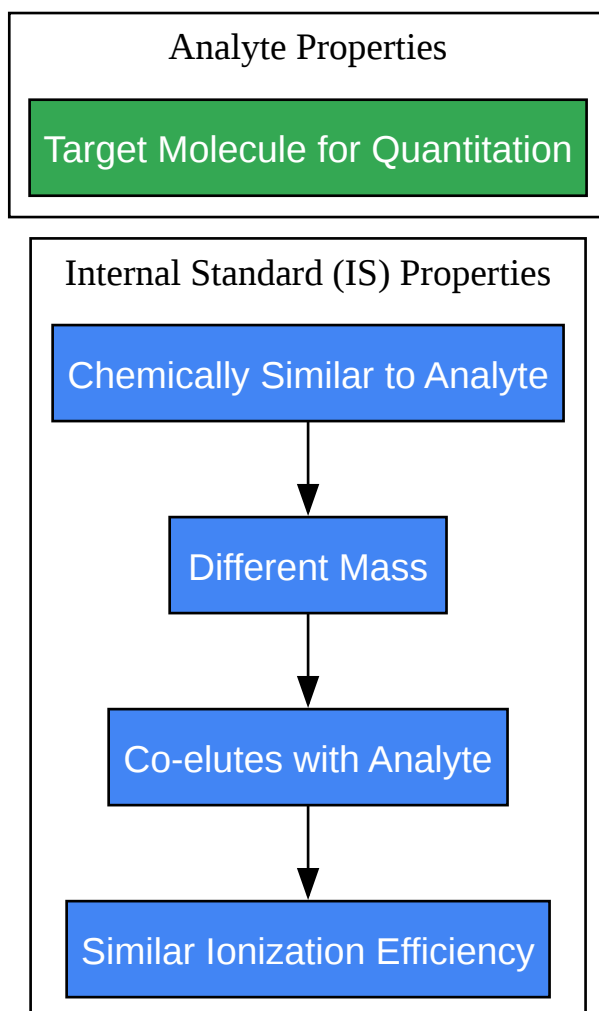 Analyte Properties
Target Molecule for Quantitation
Internal Standard (IS) Properties
Chemically Similar to Analyte
Different Mass
Co-elutes with Analyte
Similar Ionization Efficiency